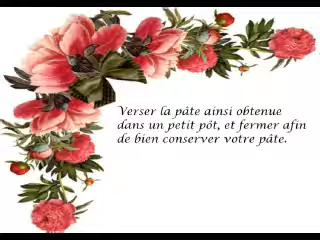 Verser la pâte ainsi obtenue
dans un petit pôt, et fermer afin
de bien conserver votre pâte.